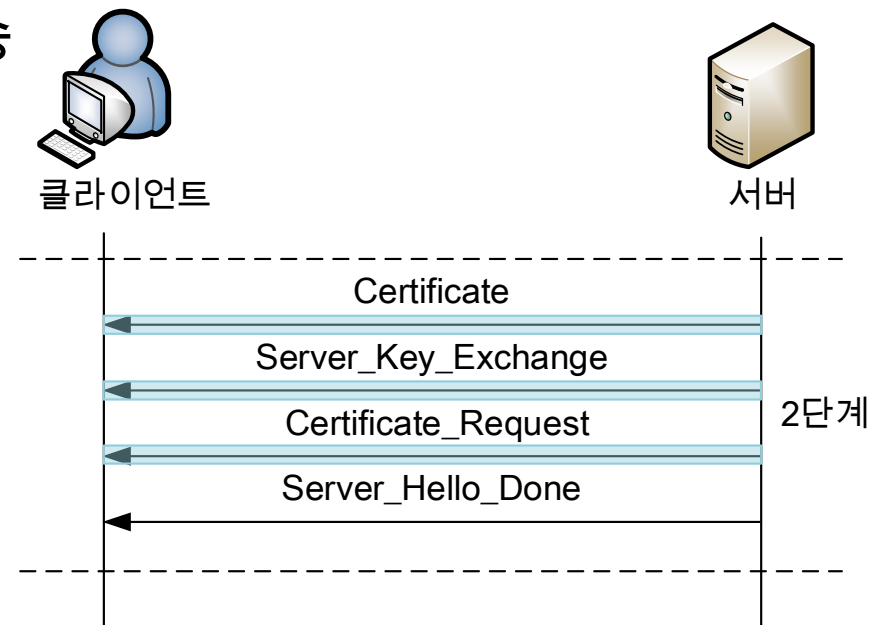 클라이언트
서버
Certificate
Server_Key_Exchange
Certificate_Request
2단계
Server_Hello_Done